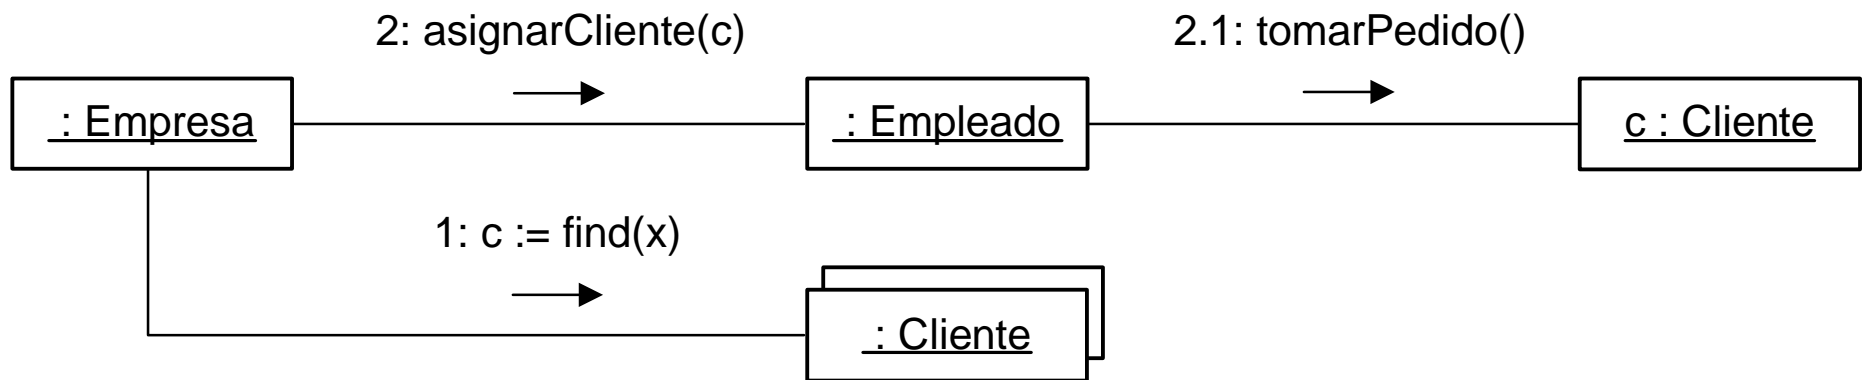 2: asignarCliente(c)
2.1: tomarPedido()
: Empresa
: Empleado
c : Cliente
1: c := find(x)
: Cliente